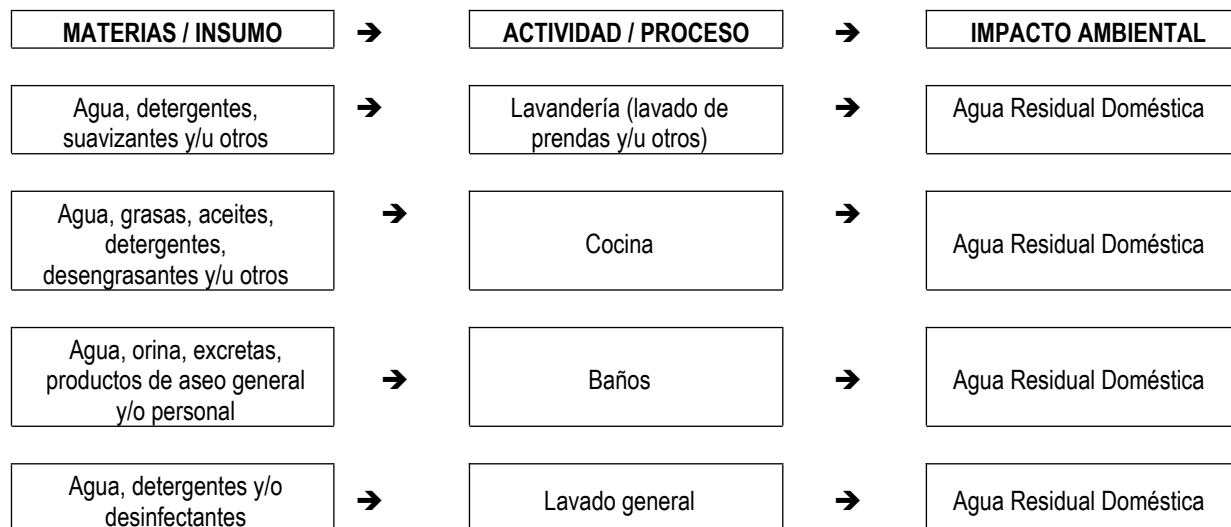 MATERIAS / INSUMO ➔ ACTIVIDAD / PROCESO ➔ IMPACTO AMBIENTAL
Agua, detergentes,
suavizantes y/u otros
➔
Lavandería (lavado de
prendas y/u otros)
➔
Agua Residual Doméstica
Agua, grasas, aceites,
detergentes,
desengrasantes y/u otros
➔
Cocina
➔
Agua Residual Doméstica
Agua, orina, excretas,
productos de aseo general
y/o personal
➔
Baños
➔
Agua Residual Doméstica
Agua, detergentes y/o
desinfectantes
➔
Lavado general
➔
Agua Residual Doméstica